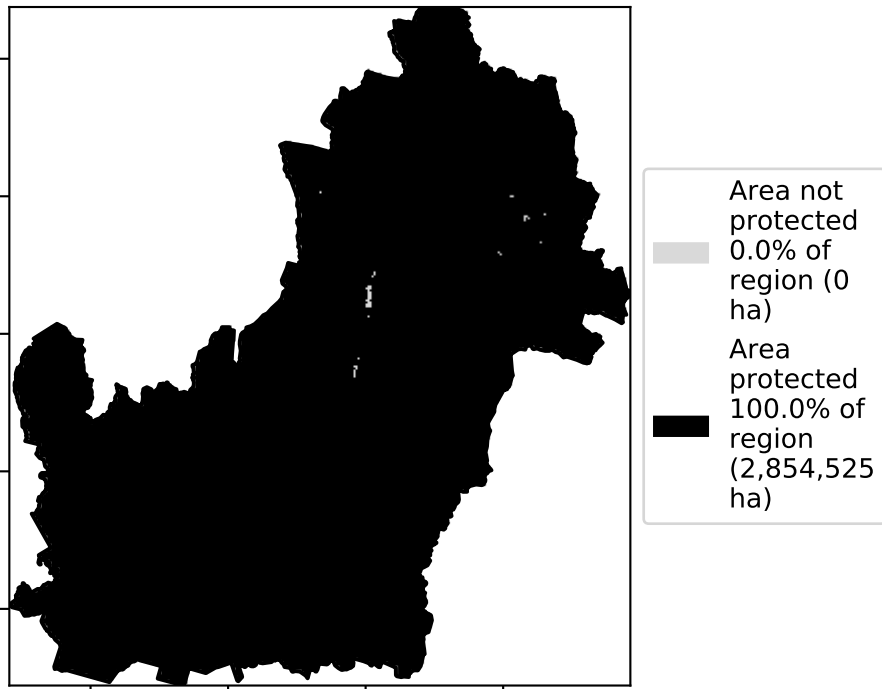 Area not
protected
0.0% of
region (0
ha)
Area
protected
100.0% of
region
(2,854,525
ha)